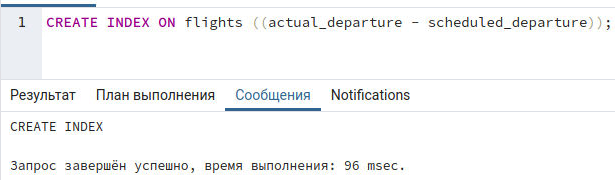 1 CREATE INDEX ON flights ((actual_departure - scheduled_departure));
Результат План выполнения Сообщения Notifications
CREATE INDEX
Запрос завершён успешно, время выполнения: 96 msec.